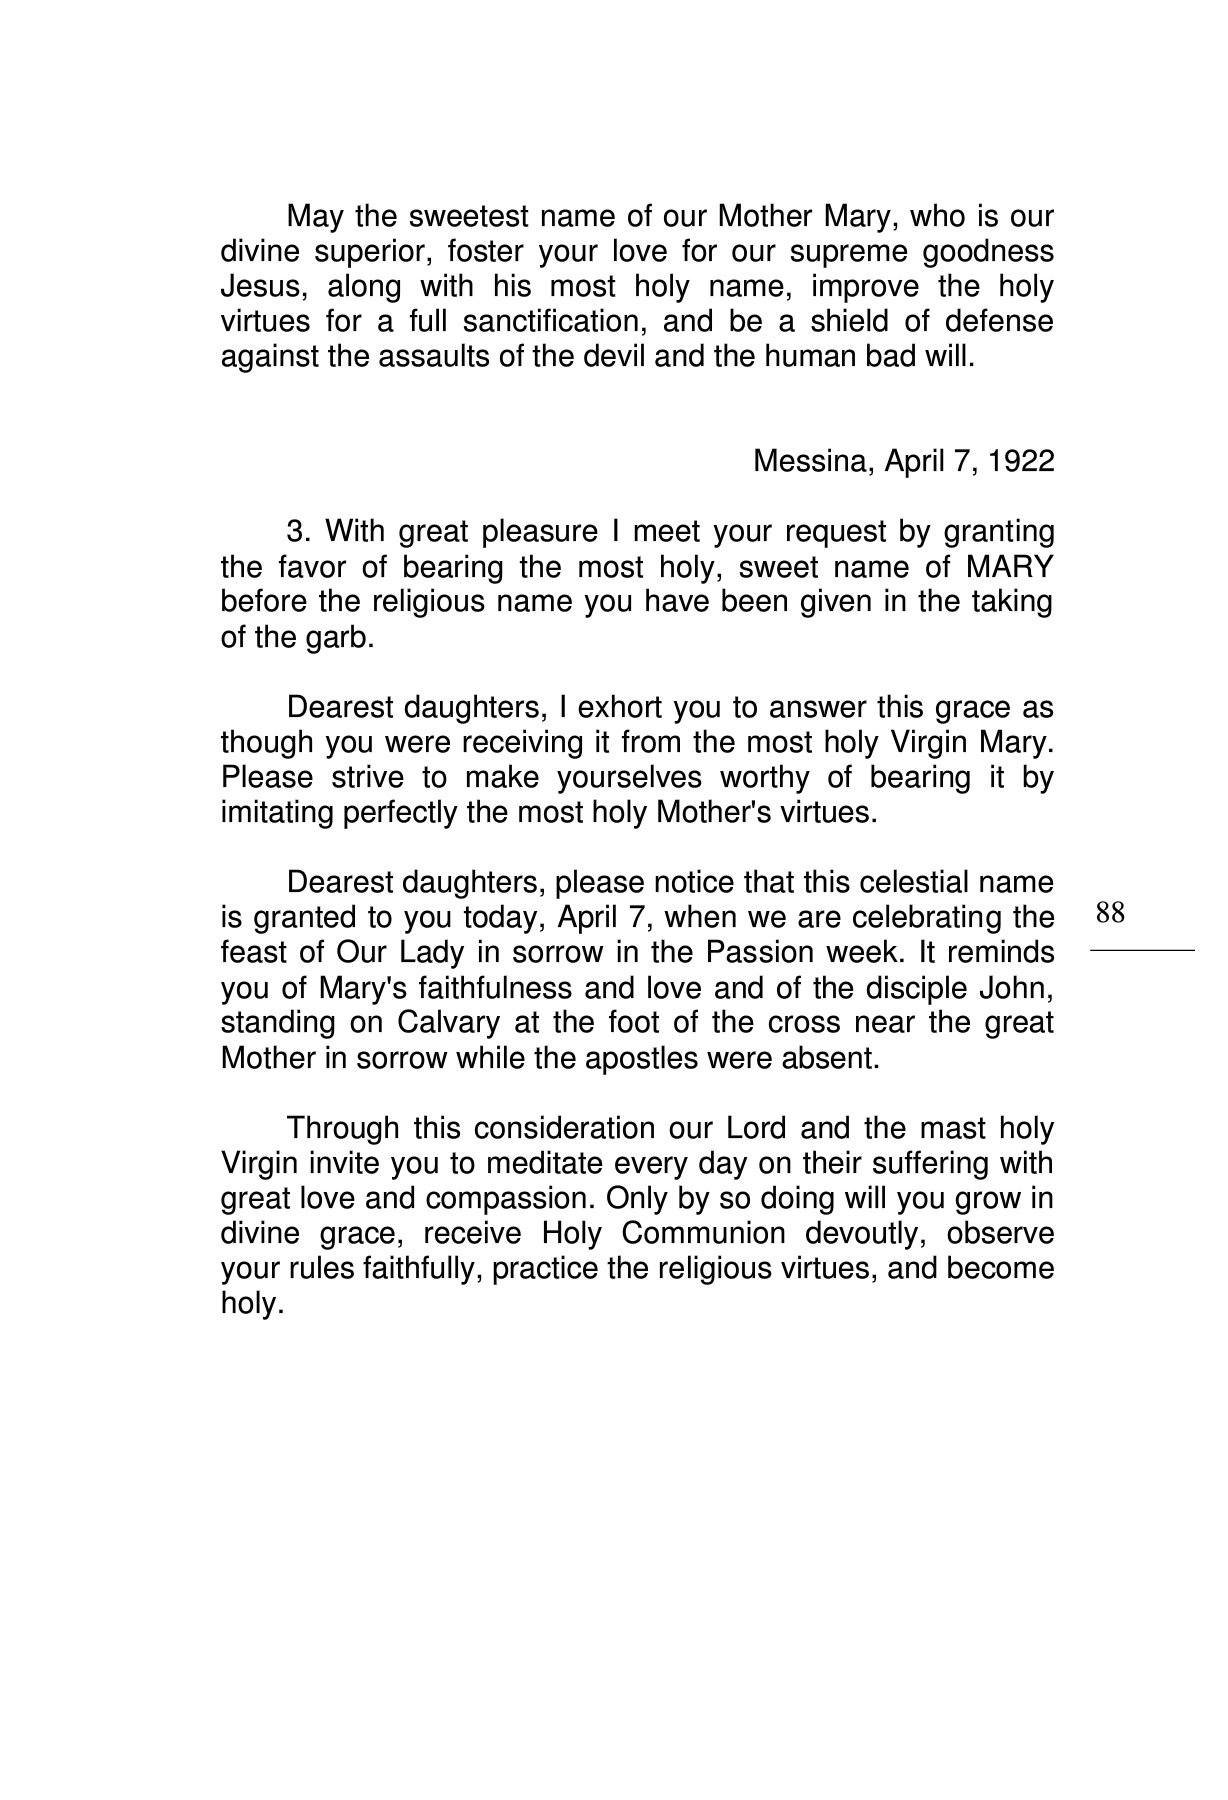 May the sweetest name of our Mother Mary, who is our
divine superior, foster your love for our supreme goodness
Jesus, along with his most holy name, improve the holy
virtues for a full sanctification, and be a shield of defense
against the assaults of the devil and the human bad will.
Messina, April 7, 1922
3. With great pleasure I meet your request by granting
the favor of bearing the most holy, sweet name of MARY
before the religious name you have been given in the taking
of the garb.
Dearest daughters, I exhort you to answer this grace as
though you were receiving it from the most holy Virgin Mary.
Please strive to make yourselves worthy of bearing it by
imitating perfectly the most holy Mother's virtues.
Dearest daughters, please notice that this celestial name
is granted to you today, April 7, when we are celebrating the
feast of Our Lady in sorrow in the Passion week. It reminds
you of Mary's faithfulness and love and of the disciple John,
standing on Calvary at the foot of the cross near the great
Mother in sorrow while the apostles were absent.
Through this consideration our Lord and the mast holy
Virgin invite you to meditate every day on their suffering with
great love and compassion. Only by so doing will you grow in
divine grace, receive Holy Communion devoutly, observe
your rules faithfully, practice the religious virtues, and become
holy.
88